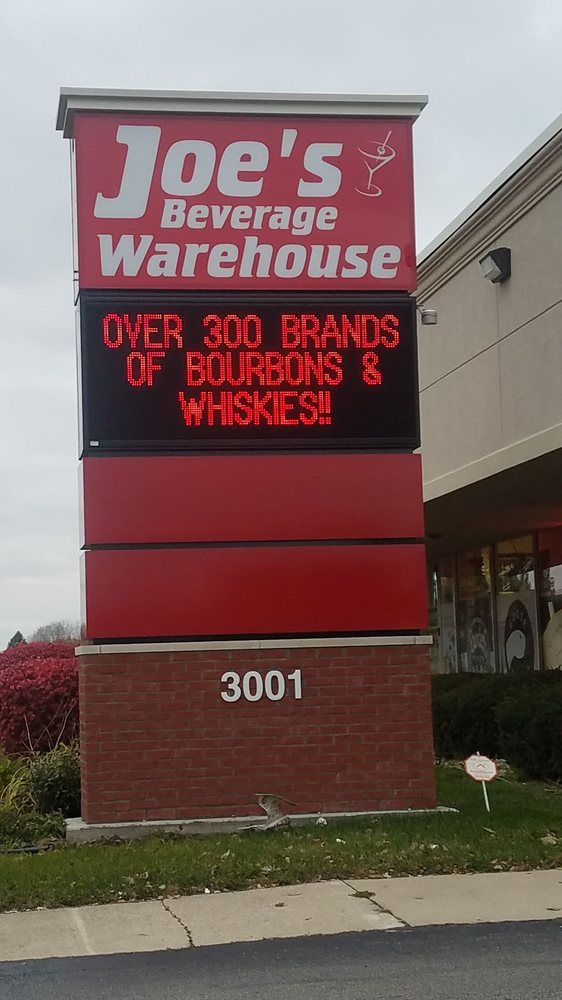 Joe's
Beverage
Warehouse
OVER 300 BRANDS
OF BOURBONS &
WHISKIES!!
3001